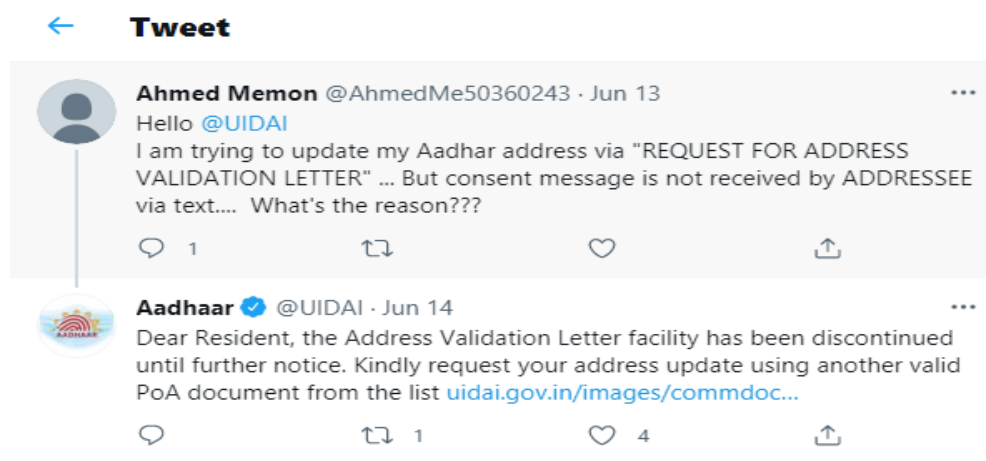 Tweet
Ahmed Memon @AhmedMe50360243 · Jun 13
Hello @UIDAI
I am trying to update my Aadhar address via "REQUEST FOR ADDRESS
VALIDATION LETTER" ... But consent message is not received by ADDRESSEE
via text.... What's the reason???
1
Aadhaar @UIDAI · Jun 14
Dear Resident, the Address Validation Letter facility has been discontinued
until further notice. Kindly request your address update using another valid
PoA document from the list uidai.gov.in/images/commdoc...
1 4
AADHAAR